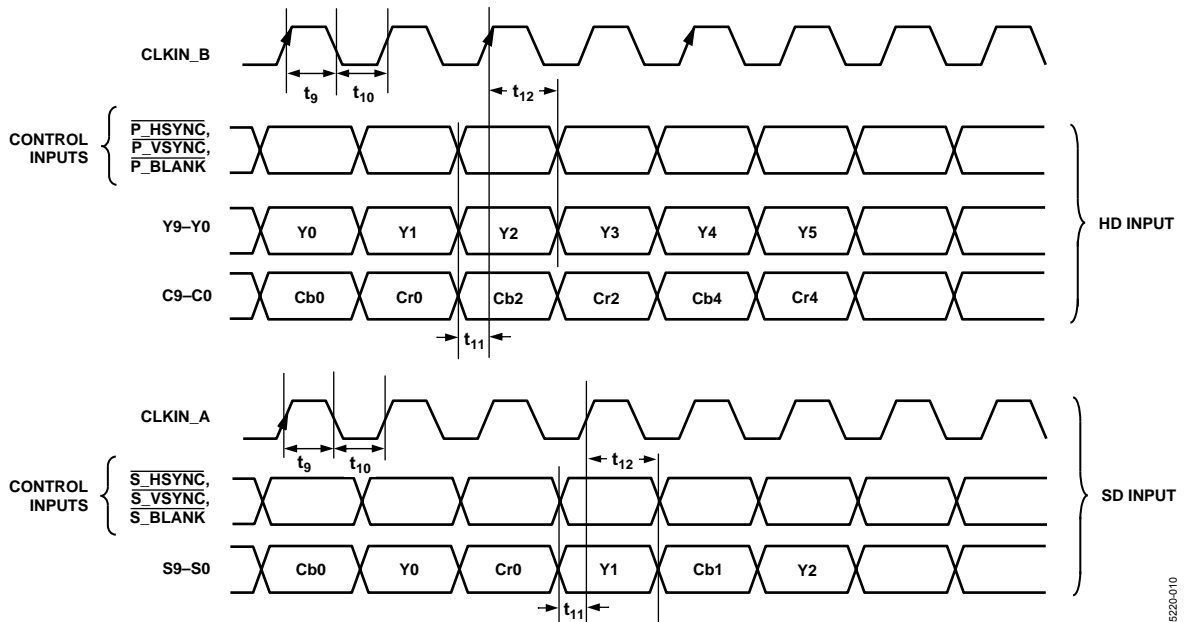 CLKIN_B
t9
t10
t12
CONTROL
INPUTS
P_HSYNC,
P_VSYNC,
P_BLANK
Y9–Y0
Y0
Y1
Y2
Y3
Y4
Y5
HD INPUT
C9–C0
Cb0
Cr0
Cb2
Cr2
Cb4
Cr4
t11
CLKIN_A
t9
t10
t12
CONTROL
INPUTS
S_HSYNC,
S_VSYNC,
S_BLANK
SD INPUT
S9–S0
Cb0
Y0
Cr0
Y1
Cb1
Y2
t11
5220-010